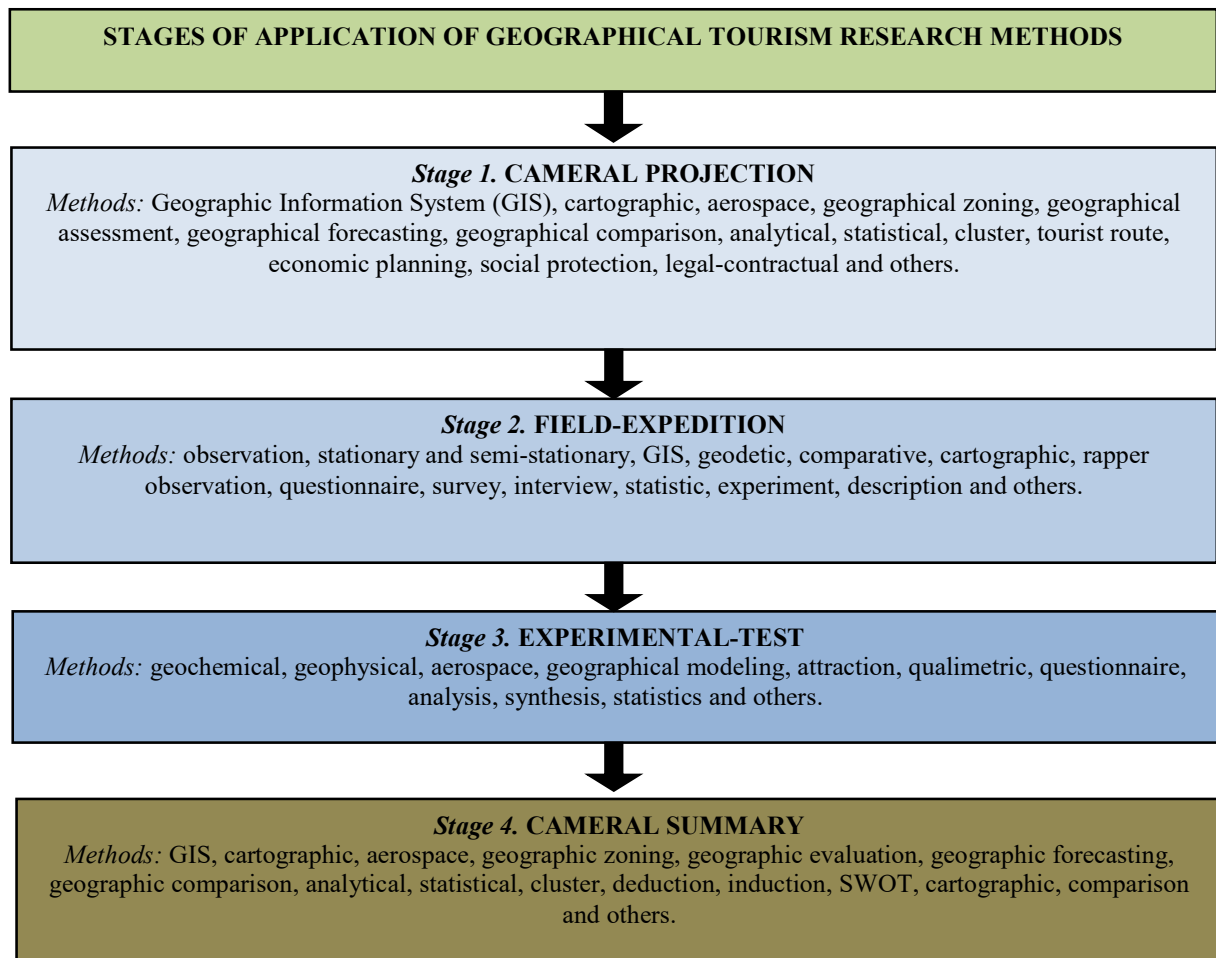 STAGES OF APPLICATION OF GEOGRAPHICAL TOURISM RESEARCH METHODS
Stage 1. CAMERAL PROJECTION
Methods: Geographic Information System (GIS), cartographic, aerospace, geographical zoning, geographical
assessment, geographical forecasting, geographical comparison, analytical, statistical, cluster, tourist route,
economic planning, social protection, legal-contractual and others.
Stage 2. FIELD-EXPEDITION
Methods: observation, stationary and semi-stationary, GIS, geodetic, comparative, cartographic, rapper
observation, questionnaire, survey, interview, statistic, experiment, description and others.
Stage 3. EXPERIMENTAL-TEST
Methods: geochemical, geophysical, aerospace, geographical modeling, attraction, qualimetric, questionnaire,
analysis, synthesis, statistics and others.
Stage 4. CAMERAL SUMMARY
Methods: GIS, cartographic, aerospace, geographic zoning, geographic evaluation, geographic forecasting,
geographic comparison, analytical, statistical, cluster, deduction, induction, SWOT, cartographic, comparison
and others.